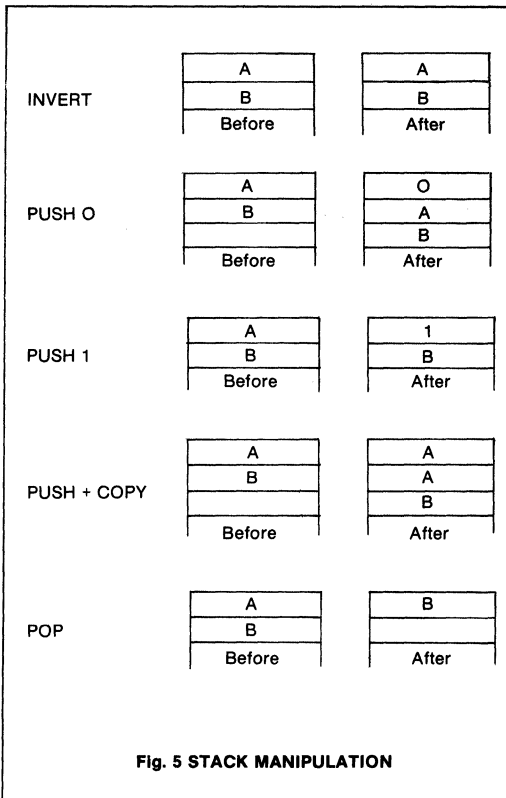 A A
INVERT B B
Before After
A O
PUSH O B A
B
Before After
A 1
PUSH 1 B B
Before After
A A
B A
PUSH + COPY B
Before After
A B
POP B
Before After
Fig. 5 STACK MANIPULATION